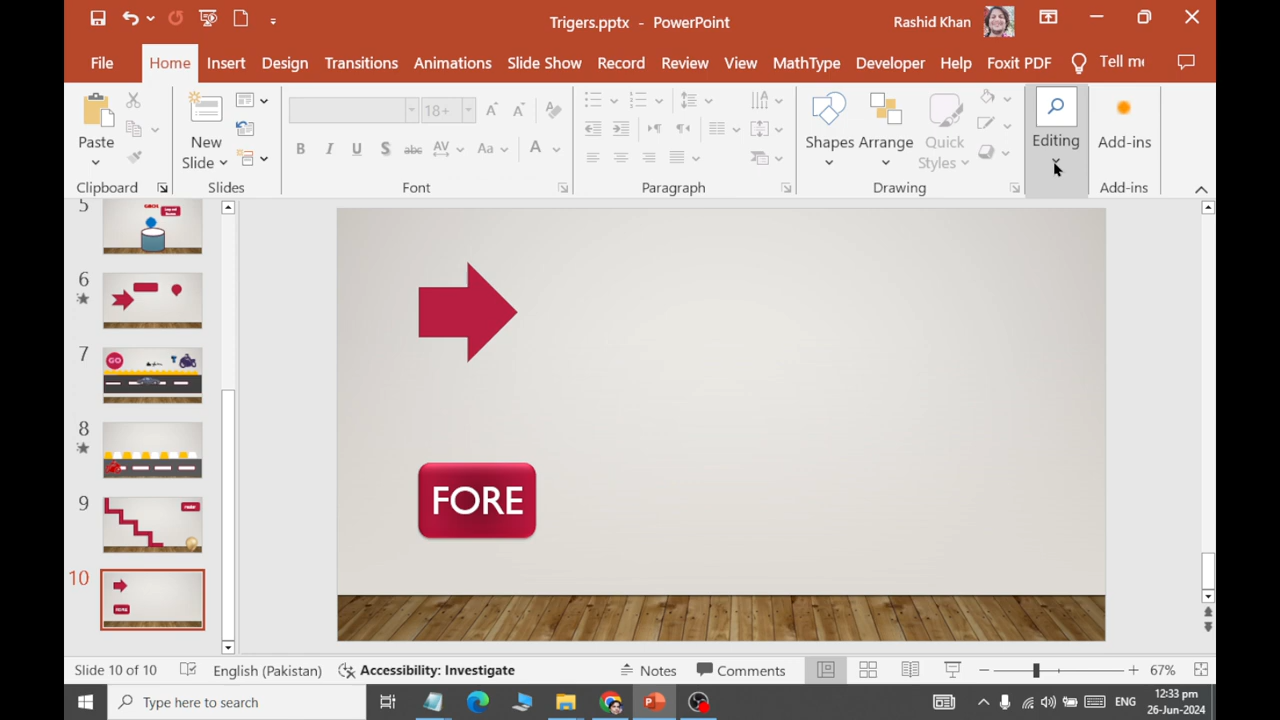 Trigers.pptx - PowerPoint
Rashid Khan
File Home Insert Design Transitions Animations Slide Show Record Review View MathType Developer Help Foxit PDF Tell me
Paste
New
Slide
18+
Shapes
Arrange
Quick
Styles
Editing
Add-ins
Clipboard
Slides
Font
Paragraph
Drawing
Add-ins
5
6
7
GO
8
9
10
FORE
FORE
Slide 10 of 10
English (Pakistan)
Accessibility: Investigate
Notes
Comments
67%
Type here to search
ENG
12:33 pm
26-Jun-2024